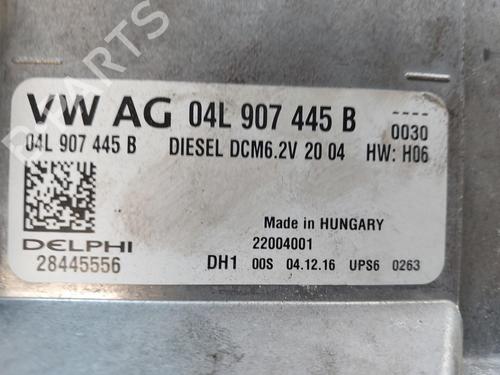 PARTS
VW AG 04L 907 445 B ----
0030
04L 907 445 B DIESEL DCM6.2V 20 04 HW: H06
Made in HUNGARY
DELPHI 22004001
28445556 DH1 00S 04.12.16 UPS6 0263